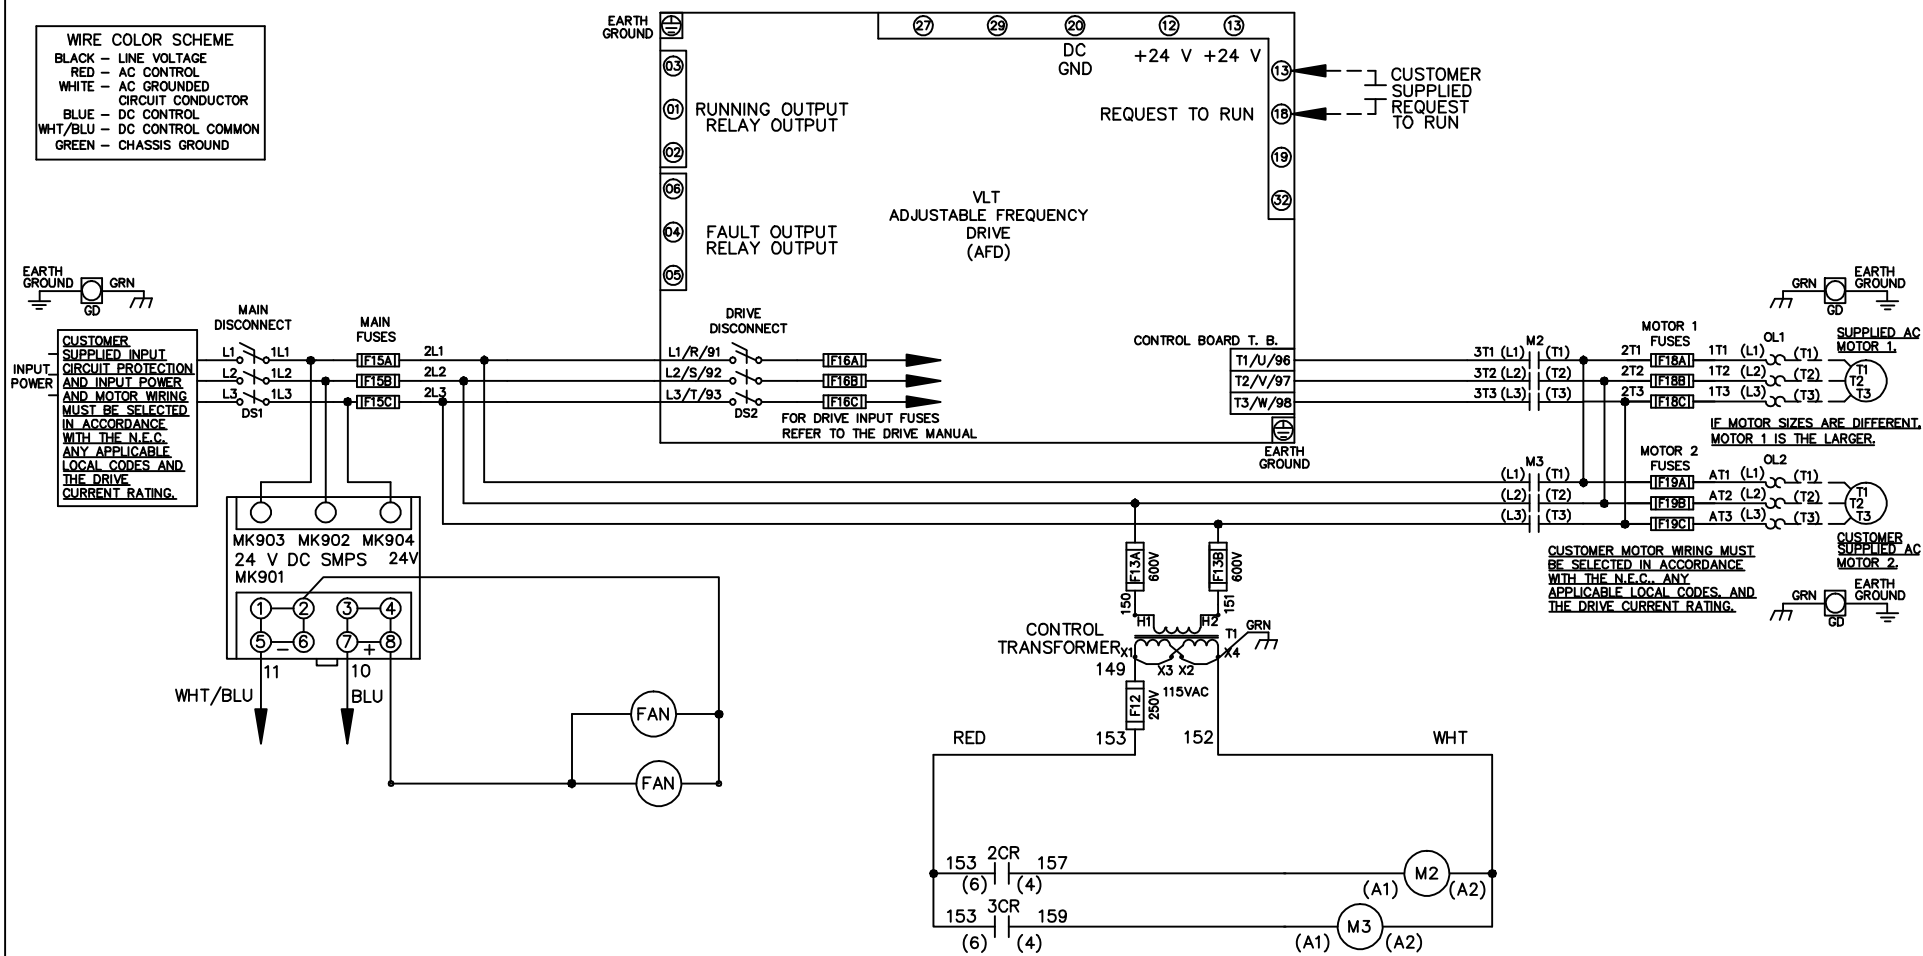 WIRE COLOR SCHEME
BLACK – LINE VOLTAGE
RED – AC CONTROL
WHITE – AC GROUNDED
CIRCUIT CONDUCTOR
BLUE – DC CONTROL
WHT/BLU – DC CONTROL COMMON
GREEN – CHASSIS GROUND
EARTH
GROUND
27
29
20
12
13
DC
GND
+24 V
+24 V
03
01
02
RUNNING OUTPUT
RELAY OUTPUT
06
04
05
FAULT OUTPUT
RELAY OUTPUT
13
18
19
32
REQUEST TO RUN
CUSTOMER
SUPPLIED
REQUEST
TO RUN
VLT
ADJUSTABLE FREQUENCY
DRIVE
(AFD)
EARTH
GROUND
GRN
GD
INPUT
POWER
CUSTOMER
SUPPLIED INPUT
CIRCUIT PROTECTION
AND INPUT POWER
AND MOTOR WIRING
MUST BE SELECTED
IN ACCORDANCE
WITH THE N.E.C.
ANY APPLICABLE
LOCAL CODES AND
THE DRIVE
CURRENT RATING.
MAIN
DISCONNECT
L1
1L1
L2
1L2
L3
1L3
DS1
MAIN
FUSES
F15A
F15B
F15C
2L1
2L2
2L3
L1/R/91
L2/S/92
L3/T/93
DRIVE
DISCONNECT
DS2
F16A
F16B
F16C
FOR DRIVE INPUT FUSES
REFER TO THE DRIVE MANUAL
CONTROL BOARD T. B.
T1/U/96
T2/V/97
T3/W/98
EARTH
GROUND
3T1 (L1)
3T2 (L2)
3T3 (L3)
M2
(T1)
(T2)
(T3)
MOTOR 1
FUSES
2T1
2T2
2T3
F18A
F18B
F18C
1T1 (L1)
1T2 (L2)
1T3 (L3)
OL1
(T1)
(T2)
(T3)
T1
T2
T3
GRN
GD
EARTH
GROUND
SUPPLIED AC
MOTOR 1.
IF MOTOR SIZES ARE DIFFERENT,
MOTOR 1 IS THE LARGER.
M3
(L1)
(L2)
(L3)
(T1)
(T2)
(T3)
MOTOR 2
FUSES
F19A
F19B
F19C
AT1 (L1)
AT2 (L2)
AT3 (L3)
OL2
(T1)
(T2)
(T3)
T1
T2
T3
CUSTOMER
SUPPLIED AC
MOTOR 2.
CUSTOMER MOTOR WIRING MUST
BE SELECTED IN ACCORDANCE
WITH THE N.E.C., ANY
APPLICABLE LOCAL CODES, AND
THE DRIVE CURRENT RATING.
GRN
GD
EARTH
GROUND
MK903 MK902 MK904
24 V DC SMPS
24V
MK901
1
2
3
4
5
6
7
8
–
+
11
10
WHT/BLU
BLU
FAN
FAN
F13A
600V
F13B
600V
150
151
H1
H2
CONTROL
TRANSFORMER
T1
GRN
X1
X3
X2
X4
149
115VAC
F12
250V
RED
153
152
WHT
153
2CR
157
(6)
(4)
(A1)
M2
(A2)
153
3CR
159
(6)
(4)
(A1)
M3
(A2)